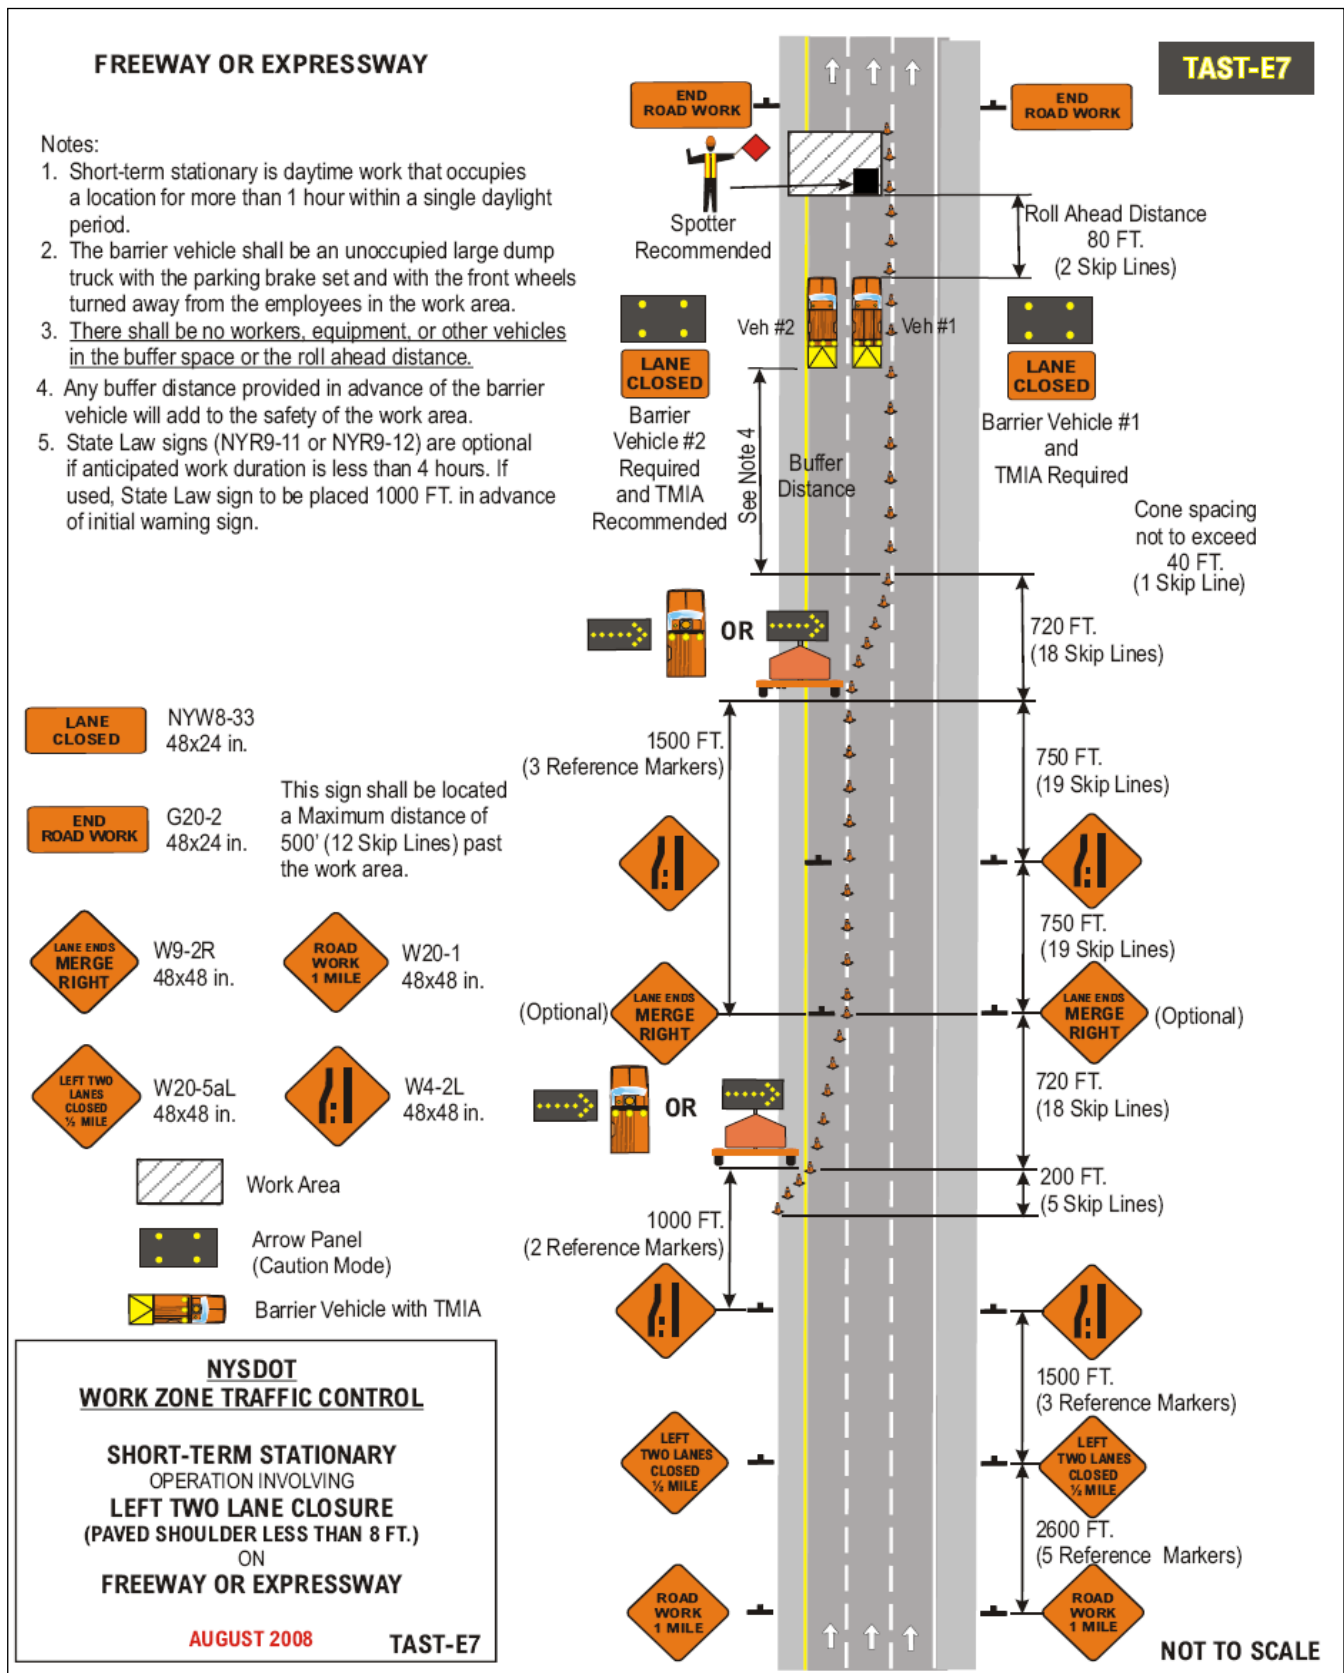 FREEWAY OR EXPRESSWAY
TAST-E7
Notes:
1. Short-term stationary is daytime work that occupies
a location for more than 1 hour within a single daylight
period.
2. The barrier vehicle shall be an unoccupied large dump
truck with the parking brake set and with the front wheels
turned away from the employees in the work area.
3. There shall be no workers, equipment, or other vehicles
in the buffer space or the roll ahead distance.
4. Any buffer distance provided in advance of the barrier
vehicle will add to the safety of the work area.
5. State Law signs (NYR9-11 or NYR9-12) are optional
if anticipated work duration is less than 4 hours. If
used, State Law sign to be placed 1000 FT. in advance
of initial warning sign.
END
ROAD WORK
END
ROAD WORK
Spotter
Recommended
Roll Ahead Distance
80 FT.
(2 Skip Lines)
Veh #2
Veh #1
LANE
CLOSED
LANE
CLOSED
Barrier
Vehicle #2
Required
and TMIA
Recommended
Barrier Vehicle #1
and
TMIA Required
See Note 4
Buffer
Distance
Cone spacing
not to exceed
40 FT.
(1 Skip Line)
OR
720 FT.
(18 Skip Lines)
1500 FT.
(3 Reference Markers)
750 FT.
(19 Skip Lines)
750 FT.
(19 Skip Lines)
(Optional)
LANE ENDS
MERGE
RIGHT
LANE ENDS
MERGE
RIGHT
(Optional)
OR
720 FT.
(18 Skip Lines)
200 FT.
(5 Skip Lines)
1000 FT.
(2 Reference Markers)
1500 FT.
(3 Reference Markers)
LEFT
TWO LANES
CLOSED
½ MILE
LEFT
TWO LANES
CLOSED
½ MILE
2600 FT.
(5 Reference Markers)
ROAD
WORK
1 MILE
ROAD
WORK
1 MILE
NOT TO SCALE
LANE
CLOSED
NYW8-33
48x24 in.
END
ROAD WORK
G20-2
48x24 in.
This sign shall be located
a Maximum distance of
500' (12 Skip Lines) past
the work area.
LANE ENDS
MERGE
RIGHT
W9-2R
48x48 in.
ROAD
WORK
1 MILE
W20-1
48x48 in.
LEFT TWO
LANES
CLOSED
½ MILE
W20-5aL
48x48 in.
W4-2L
48x48 in.
Work Area
Arrow Panel
(Caution Mode)
Barrier Vehicle with TMIA
NYSDOT
WORK ZONE TRAFFIC CONTROL
SHORT-TERM STATIONARY
OPERATION INVOLVING
LEFT TWO LANE CLOSURE
(PAVED SHOULDER LESS THAN 8 FT.)
ON
FREEWAY OR EXPRESSWAY
AUGUST 2008
TAST-E7